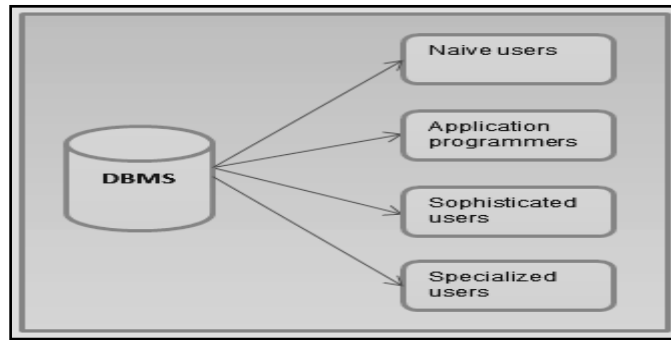 Naive users
Application
programmers
DBMS
Sophisticated
users
Specialized
users